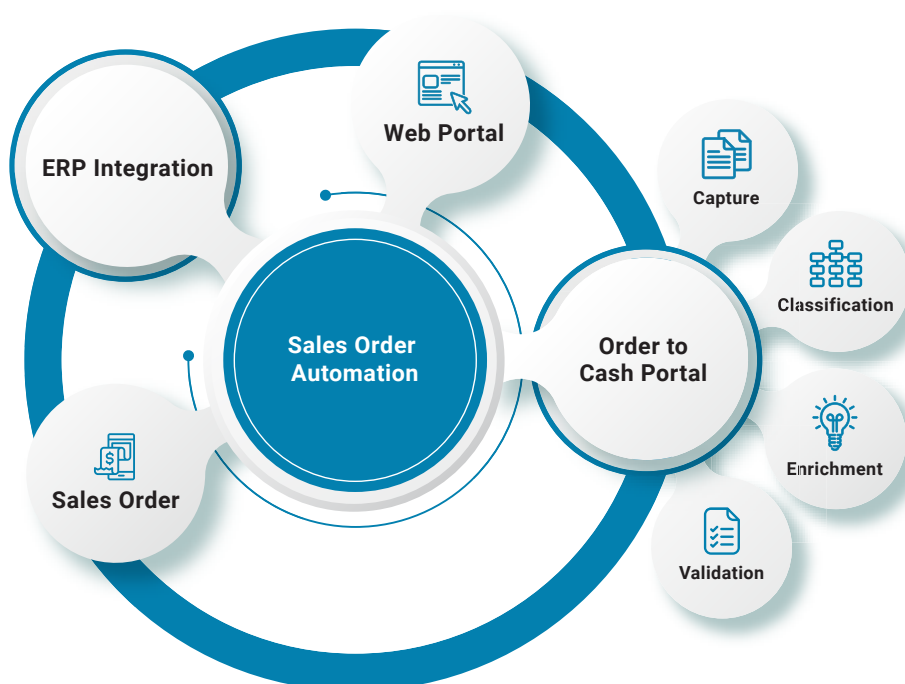 Web Portal
ERP Integration
Capture
Classification
Sales Order
Automation
Order to
Cash Portal
Enrichment
Sales Order
Validation